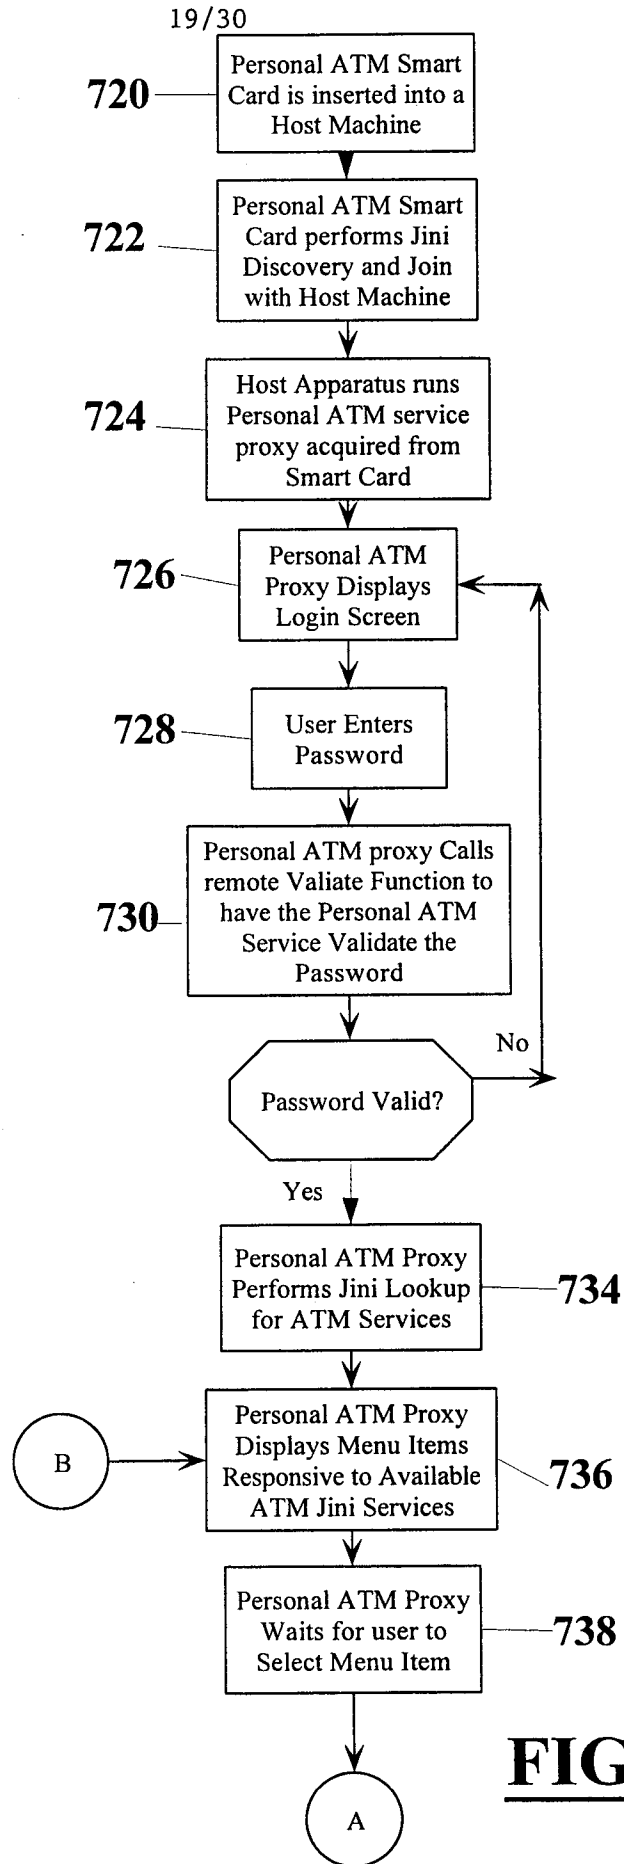 19/30
720
Personal ATM Smart
Card is inserted into a
Host Machine
722
Personal ATM Smart
Card performs Jini
Discovery and Join
with Host Machine
724
Host Apparatus runs
Personal ATM service
proxy acquired from
Smart Card
726
Personal ATM
Proxy Displays
Login Screen
728
User Enters
Password
730
Personal ATM proxy Calls
remote Valiate Function to
have the Personal ATM
Service Validate the
Password
No
Password Valid?
Yes
Personal ATM Proxy
Performs Jini Lookup
for ATM Services
734
B
Personal ATM Proxy
Displays Menu Items
Responsive to Available
ATM Jini Services
736
Personal ATM Proxy
Waits for user to
Select Menu Item
738
FIG
A